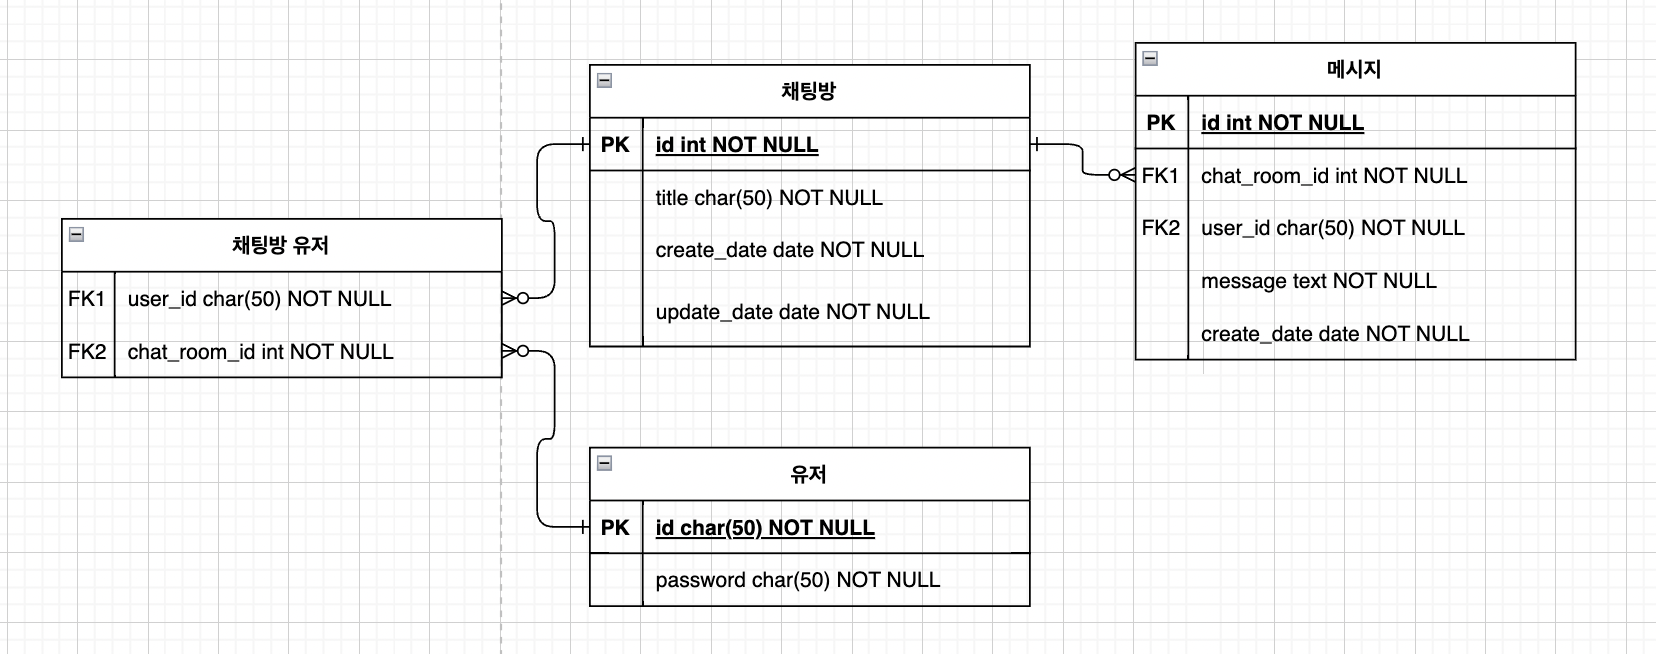 채팅방 유저
FK1 user_id char(50) NOT NULL
FK2 chat_room_id int NOT NULL
채팅방
PK id int NOT NULL
title char(50) NOT NULL
create_date date NOT NULL
update_date date NOT NULL
유저
PK id char(50) NOT NULL
password char(50) NOT NULL
메시지
PK id int NOT NULL
FK1 chat_room_id int NOT NULL
FK2 user_id char(50) NOT NULL
message text NOT NULL
create_date date NOT NULL